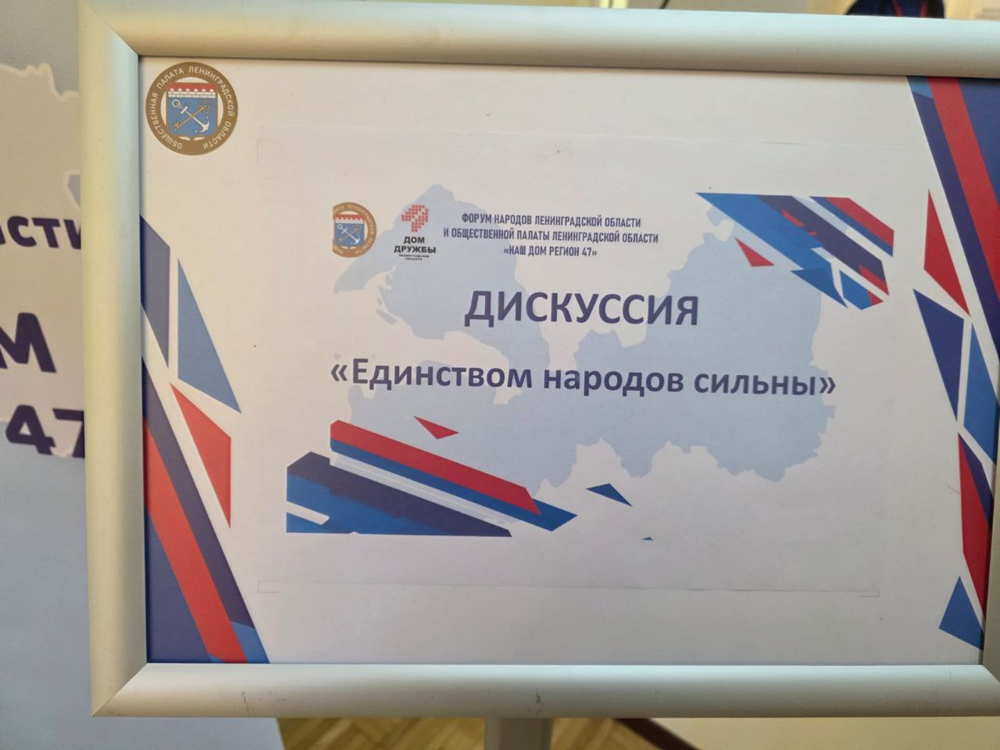 ОБЩЕСТВЕННАЯ ПАЛАТА ЛЕНИНГРАДСКОЙ ОБЛАСТИ
ДОМ
ДРУЖБЫ
ЛЕНИНГРАДСКОЙ
ОБЛАСТИ
ФОРУМ НАРОДОВ ЛЕНИНГРАДСКОЙ ОБЛАСТИ
И ОБЩЕСТВЕННОЙ ПАЛАТЫ ЛЕНИНГРАДСКОЙ ОБЛАСТИ
«НАШ ДОМ РЕГИОН 47»
ДИСКУССИЯ
«Единством народов сильны»
47